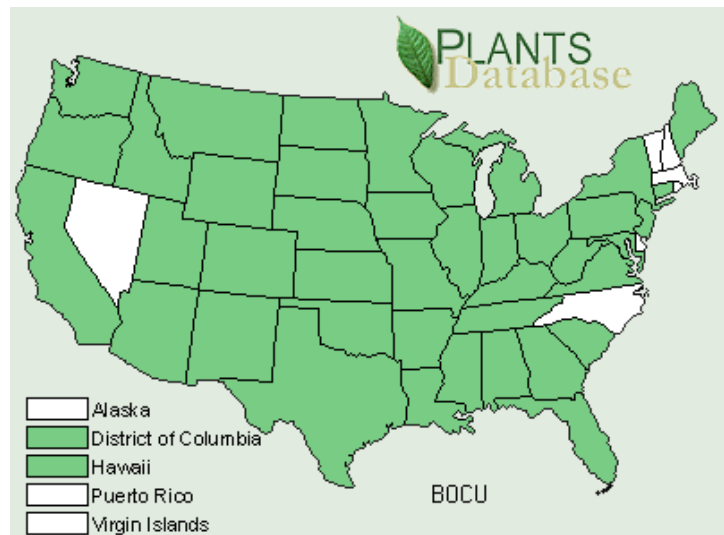 PLANTS
Database
Alaska
District of Columbia
Hawaii
Puerto Rico
Virgin Islands
BOCU